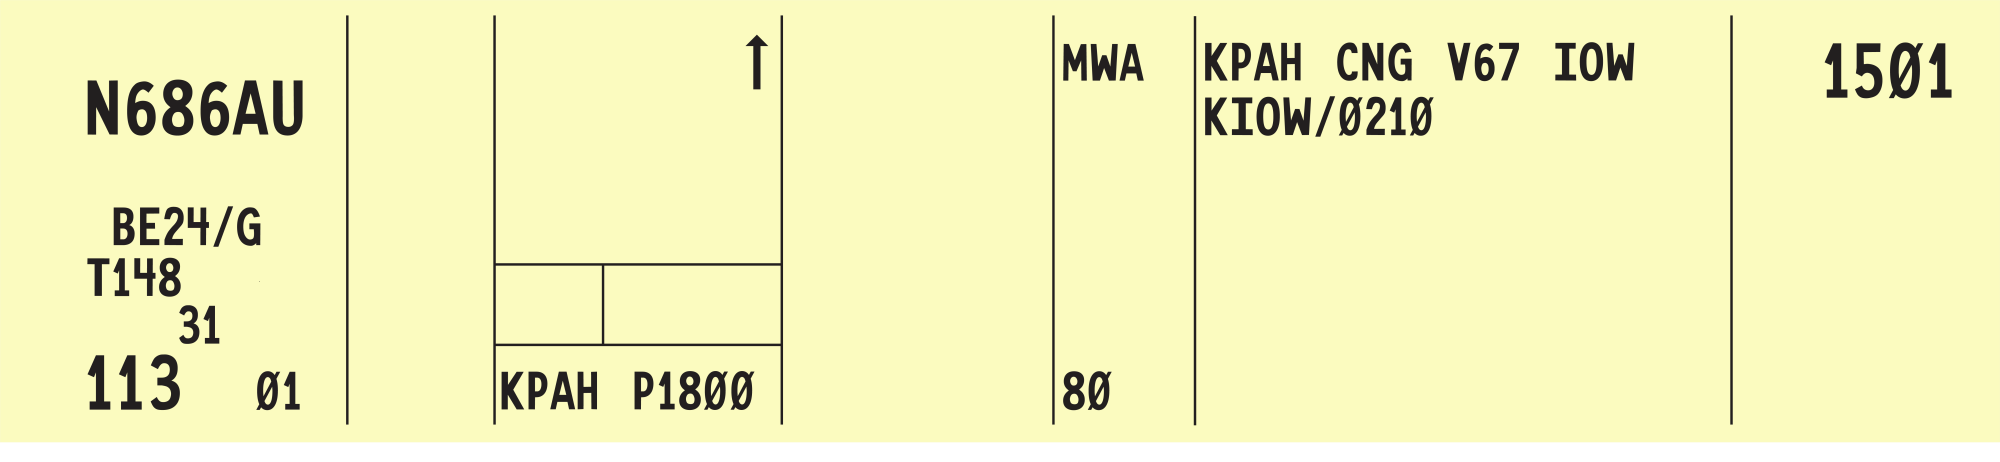 N686AU
BE24/G
T148
31
113 Ø1
↑
KPAH P18ØØ
MWA
8Ø
KPAH CNG V67 IOW
KIOW/Ø21Ø
15Ø1